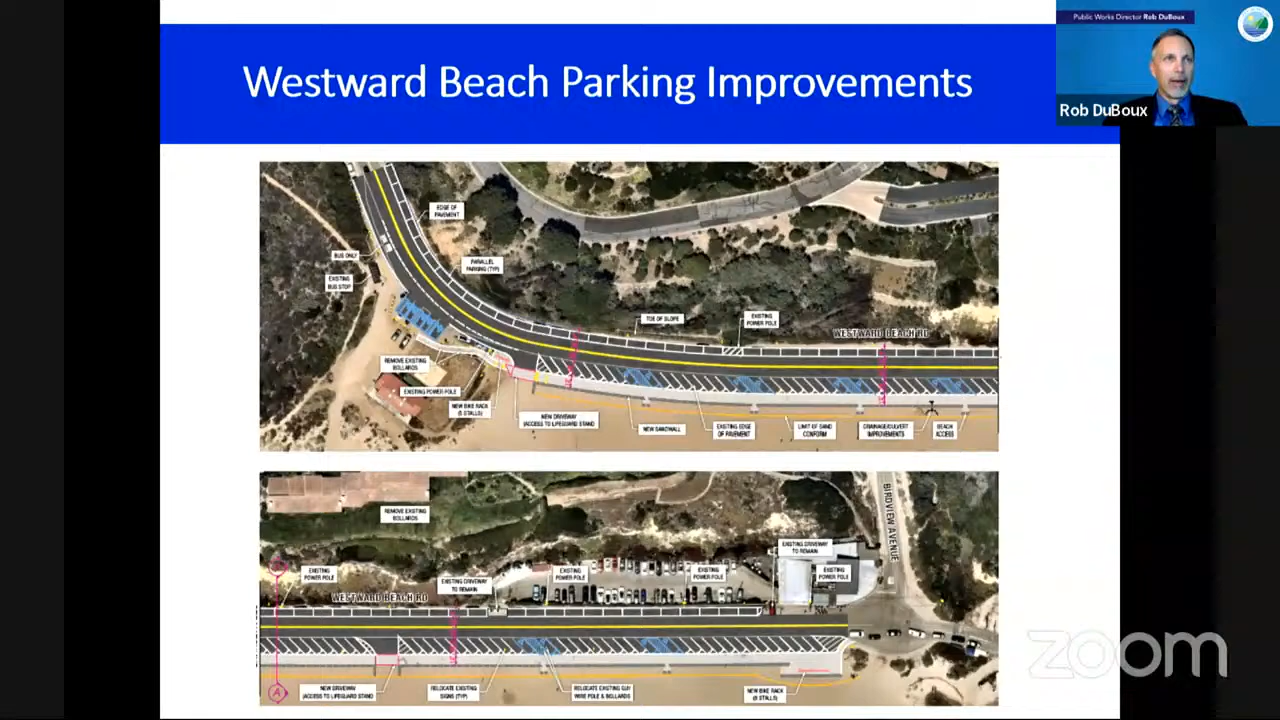 Public Works Director Rob DuBoux
Rob DuBoux
Westward Beach Parking Improvements
EDGE OF
PAVEMENT
BUS ONLY
PARALLEL
PARKING (TYP)
EXISTING
BUS STOP
TOE OF SLOPE
EXISTING
POWER POLE
WESTWARD BEACH RD
REMOVE EXISTING
BOLLARDS
EXISTING POWER POLE
NEW BIKE RACK
(5 STALLS)
NEW DRIVEWAY
(ACCESS TO LIFEGUARD STAND
NEW SANDWALL
EXISTING EDGE
OF PAVEMENT
LIMIT OF SAND
CONFORM
DRAINAGE/CULVERT
IMPROVEMENTS
BEACH
ACCESS
REMOVE EXISTING
BOLLARDS
BIRDVIEW AVENUE
EXISTING DRIVEWAY
TO REMAIN
EXISTING
POWER POLE
EXISTING DRIVEWAY
TO REMAIN
EXISTING
POWER POLE
EXISTING
POWER POLE
EXISTING
POWER POLE
WESTWARD BEACH RD
A
NEW DRIVEWAY
(ACCESS TO LIFEGUARD STAND
RELOCATE EXISTING
SIGNS (TYP)
RELOCATE EXISTING GUY
WIRE POLE & BOLLARDS
NEW BIKE RACK
(5 STALLS)
zoom